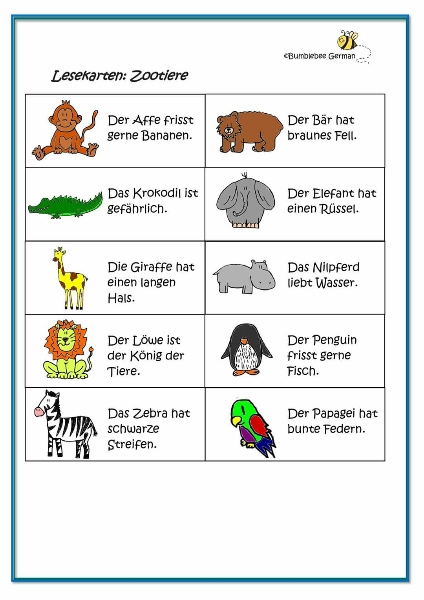 ©Bumblebee German
Lesekarten: Zootiere
Der Affe frisst
gerne Bananen.
Der Bär hat
braunes Fell.
Das Krokodil ist
gefährlich.
Der Elefant hat
einen Rüssel.
Die Giraffe hat
einen langen
Hals.
Das Nilpferd
liebt Wasser.
Der Löwe ist
der König der
Tiere.
Der Penguin
frisst gerne
Fisch.
Das Zebra hat
schwarze
Streifen.
Der Papagei hat
bunte Federn.